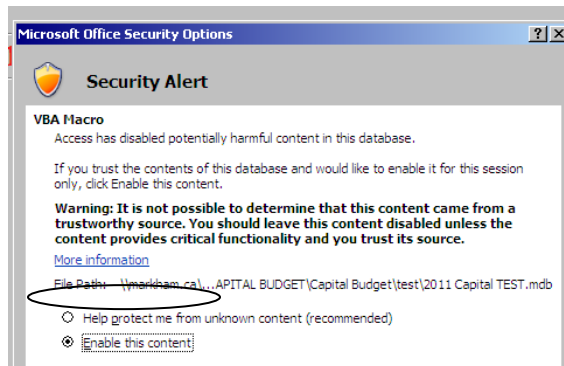 Microsoft Office Security Options
Security Alert
VBA Macro
Access has disabled potentially harmful content in this database.
If you trust the contents of this database and would like to enable it for this session
only, click Enable this content.
Warning: It is not possible to determine that this content came from a
trustworthy source. You should leave this content disabled unless the
content provides critical functionality and you trust its source.
More information
File Path: \\markham.ca\...APITAL BUDGET\Capital Budget\test\2011 Capital TEST.mdb
Help protect me from unknown content (recommended)
Enable this content